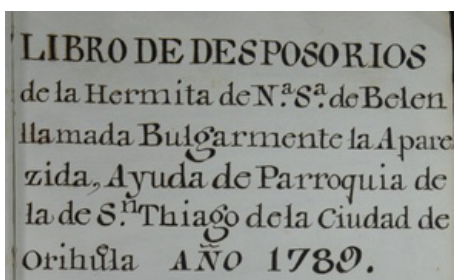 LIBRO DE DESPOSORIOS
de la Hermita de N.ª S.ª de Belen
llamada Bulgarmente la Apare
zida, Ayuda de Parroquia de
la de S.ⁿ Thiago de la Ciudad de
Orihũla AÑO 1789.